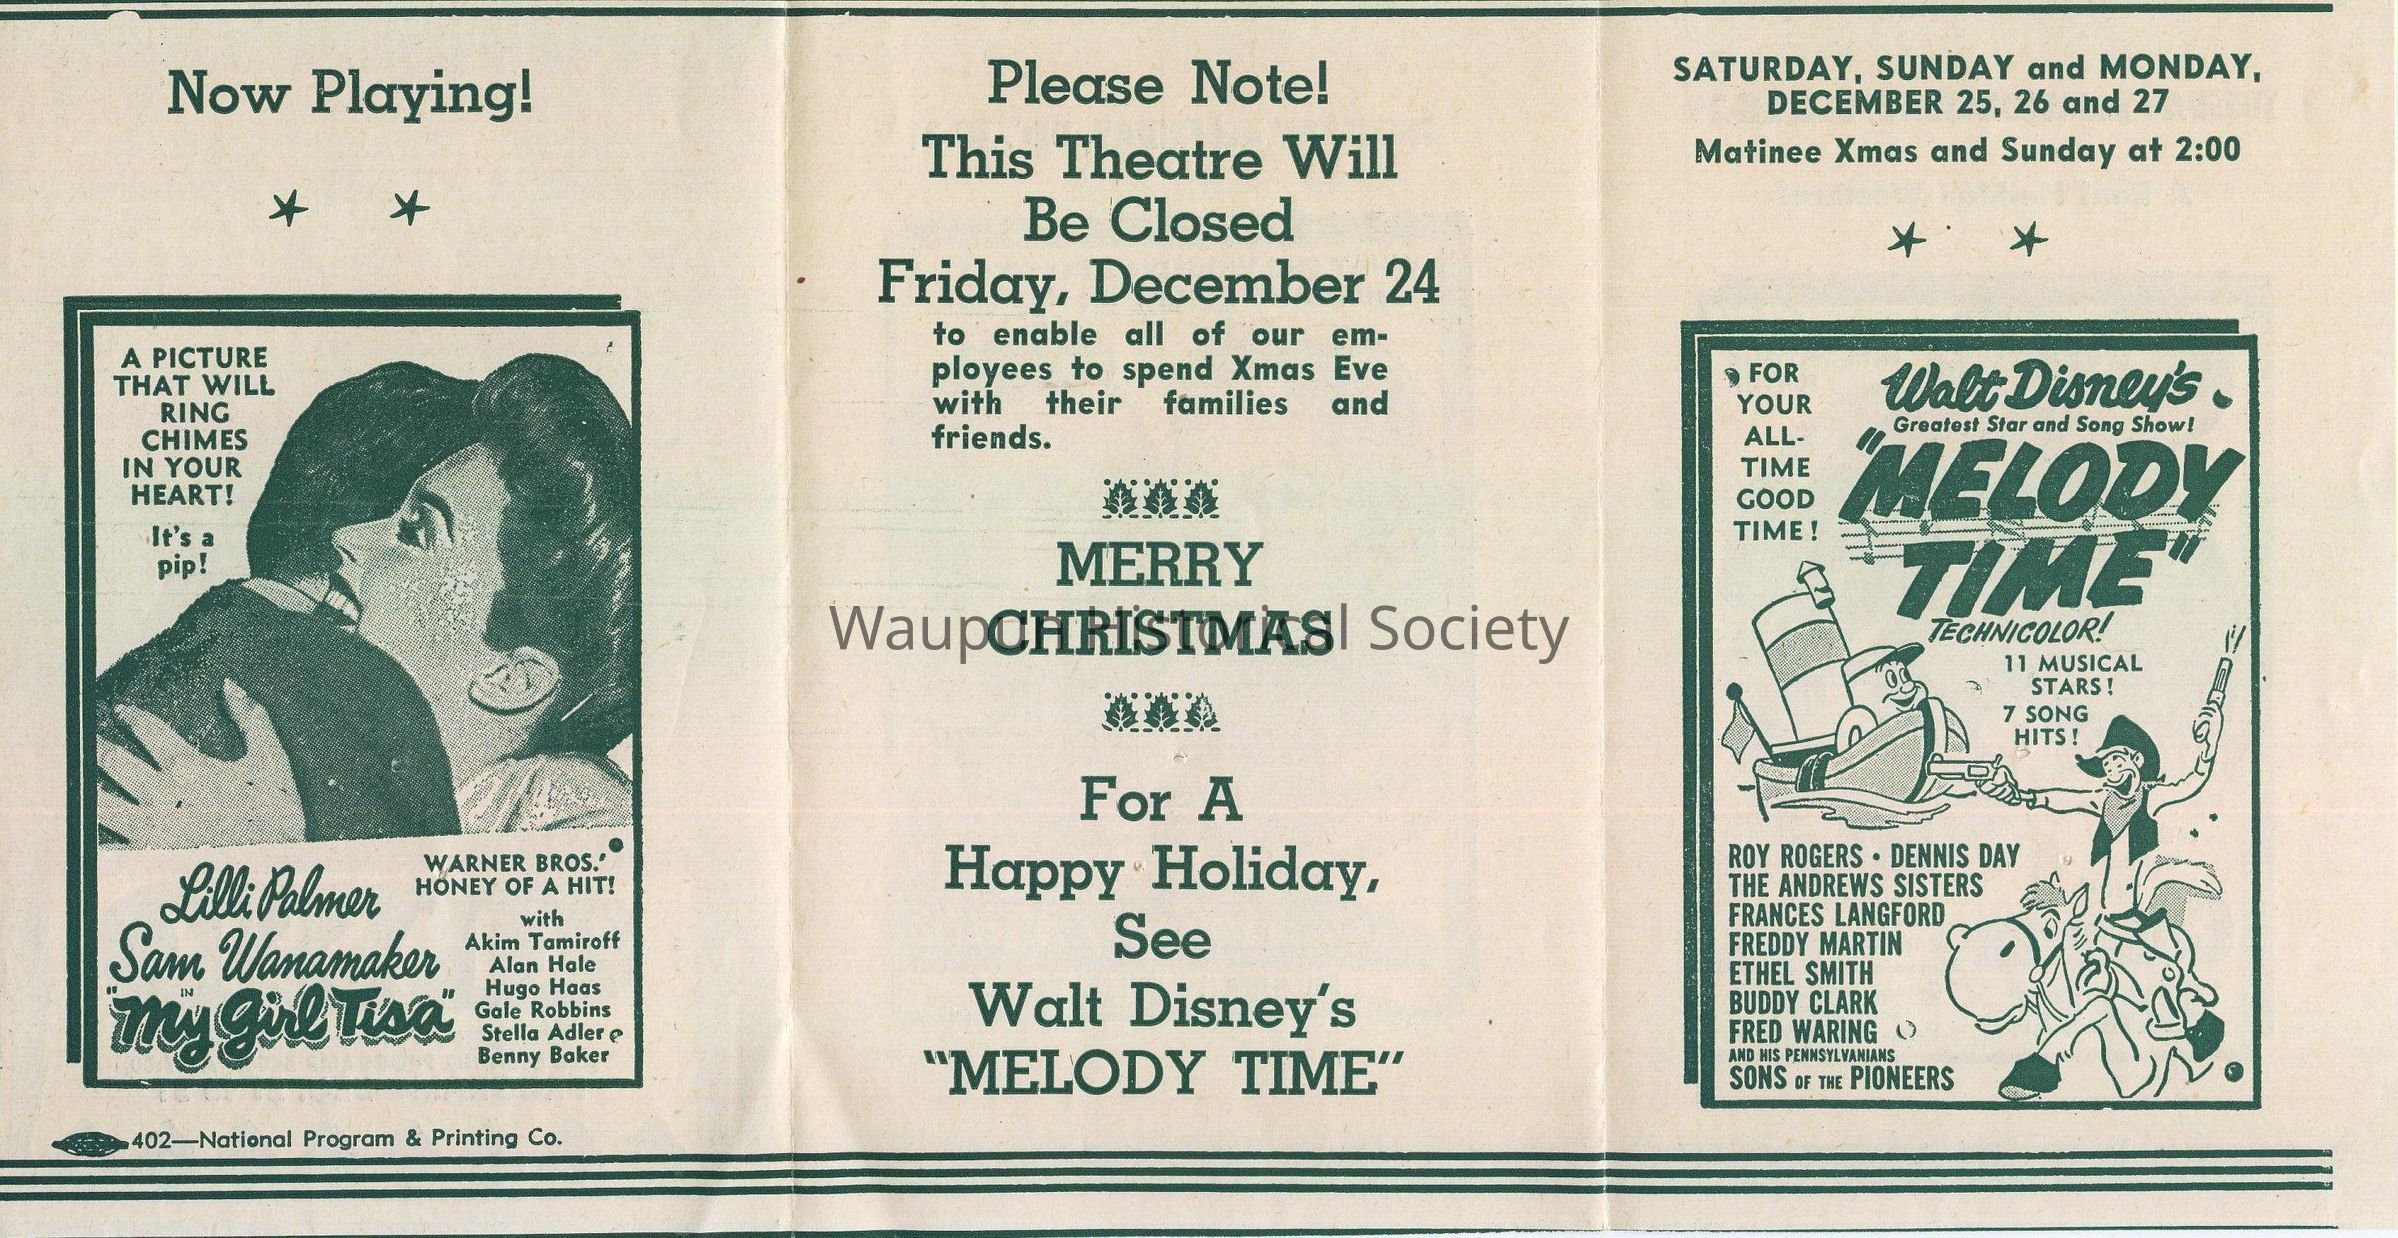 Now Playing!
A PICTURE
THAT WILL
RING
CHIMES
IN YOUR
HEART!
It's a
pip!
WARNER BROS.'
HONEY OF A HIT!
Lilli Palmer
Sam Wanamaker
IN
"My Girl Tisa"
with
Akim Tamiroff
Alan Hale
Hugo Haas
Gale Robbins
Stella Adler
Benny Baker
402—National Program & Printing Co.
Please Note!
This Theatre Will
Be Closed
Friday, December 24
to enable all of our em-
ployees to spend Xmas Eve
with their families and
friends.
MERRY
CHRISTMAS
Waupun Historical Society
For A
Happy Holiday,
See
Walt Disney's
"MELODY TIME"
SATURDAY, SUNDAY and MONDAY,
DECEMBER 25, 26 and 27
Matinee Xmas and Sunday at 2:00
FOR
YOUR
ALL-
TIME
GOOD
TIME!
Walt Disney's
Greatest Star and Song Show!
"MELODY
TIME"
TECHNICOLOR!
11 MUSICAL
STARS!
7 SONG
HITS!
ROY ROGERS • DENNIS DAY
THE ANDREWS SISTERS
FRANCES LANGFORD
FREDDY MARTIN
ETHEL SMITH
BUDDY CLARK
FRED WARING
AND HIS PENNSYLVANIANS
SONS OF THE PIONEERS